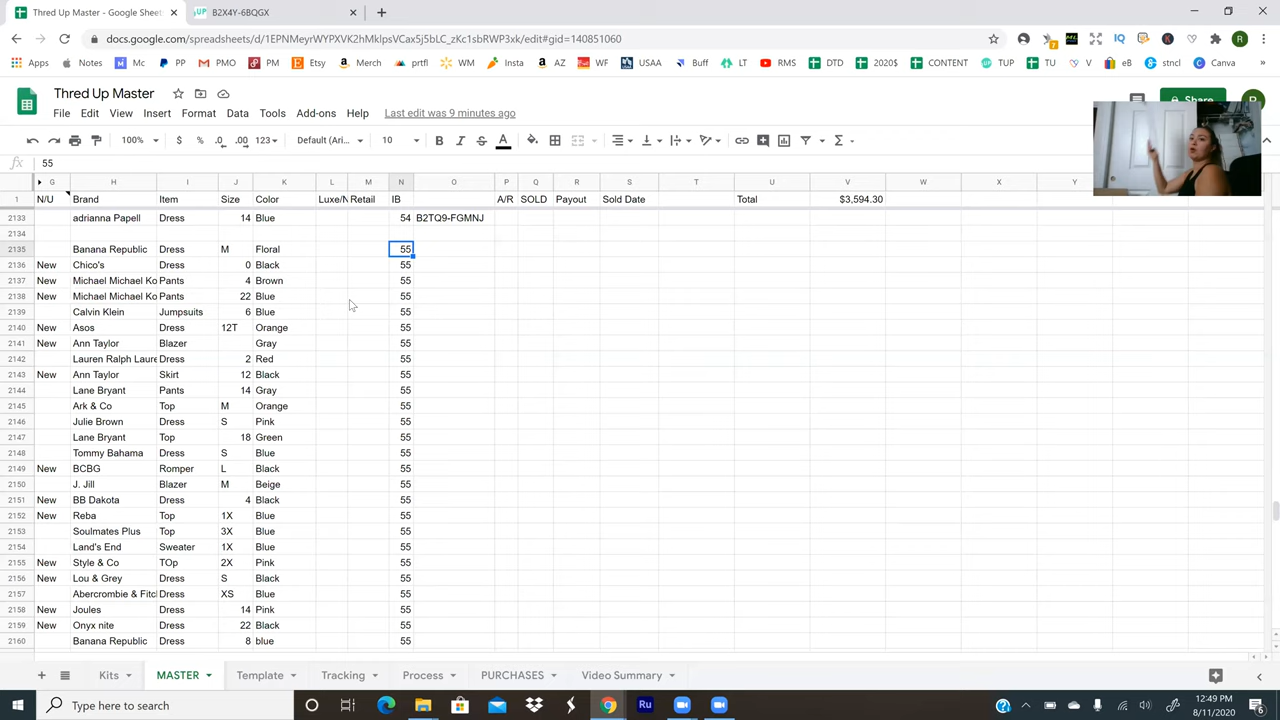 Thred Up Master - Google Sheets
B2X4Y-6BQGX
docs.google.com/spreadsheets/d/1EPNMeyrWYPXVK2hMklpsVCax5j5bLC_zKc1sbRWP3xk/edit#gid=140851060
Apps Notes Mc PP PMO PM Etsy Merch prtfl WM Insta AZ WF USAA Buff LT RMS DTD 2020$ CONTENT TUP TU V eB stncl Canva
Thred Up Master
File Edit View Insert Format Data Tools Add-ons Help Last edit was 9 minutes ago Share
100% $ % .0 .00 123 Default (Ari... 10 B I S A
fx 55
G H I J K L M N O P Q R S T U V W X Y
1 N/U Brand Item Size Color Luxe/N Retail IB A/R SOLD Payout Sold Date Total $3,594.30
2133 adrianna Papell Dress 14 Blue 54 B2TQ9-FGMNJ
2134
2135 Banana Republic Dress M Floral 55
2136 New Chico's Dress 0 Black 55
2137 New Michael Michael Ko Pants 4 Brown 55
2138 New Michael Michael Ko Pants 22 Blue 55
2139 Calvin Klein Jumpsuits 6 Blue 55
2140 New Asos Dress 12T Orange 55
2141 New Ann Taylor Blazer Gray 55
2142 Lauren Ralph Laure Dress 2 Red 55
2143 New Ann Taylor Skirt 12 Black 55
2144 Lane Bryant Pants 14 Gray 55
2145 Ark & Co Top M Orange 55
2146 Julie Brown Dress S Pink 55
2147 Lane Bryant Top 18 Green 55
2148 Tommy Bahama Dress S Blue 55
2149 New BCBG Romper L Black 55
2150 J. Jill Blazer M Beige 55
2151 New BB Dakota Dress 4 Black 55
2152 New Reba Top 1X Blue 55
2153 Soulmates Plus Top 3X Blue 55
2154 Land's End Sweater 1X Blue 55
2155 New Style & Co TOp 2X Pink 55
2156 New Lou & Grey Dress S Black 55
2157 Abercrombie & Fitc Dress XS Blue 55
2158 New Joules Dress 14 Pink 55
2159 New Onyx nite Dress 22 Black 55
2160 Banana Republic Dress 8 blue 55
Kits MASTER Template Tracking Process PURCHASES Video Summary
Type here to search
12:49 PM
8/11/2020